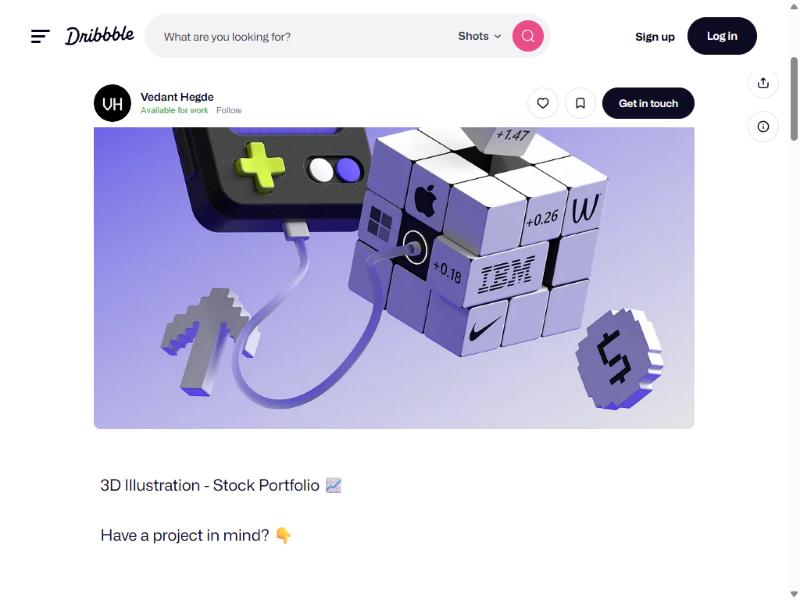 Dribbble
What are you looking for?
Shots
Sign up
Log in
VH
Vedant Hegde
Available for work
Follow
Get in touch
+1.47
+0.26
W
+0.18
IBM
$
3D Illustration - Stock Portfolio 📈
Have a project in mind? 👇